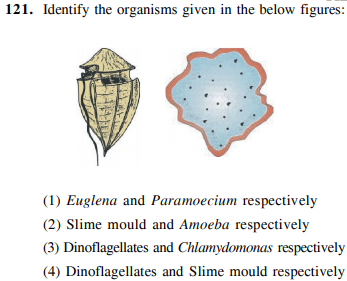 121. Identify the organisms given in the below figures:
(1) Euglena and Paramoecium respectively
(2) Slime mould and Amoeba respectively
(3) Dinoflagellates and Chlamydomonas respectively
(4) Dinoflagellates and Slime mould respectively